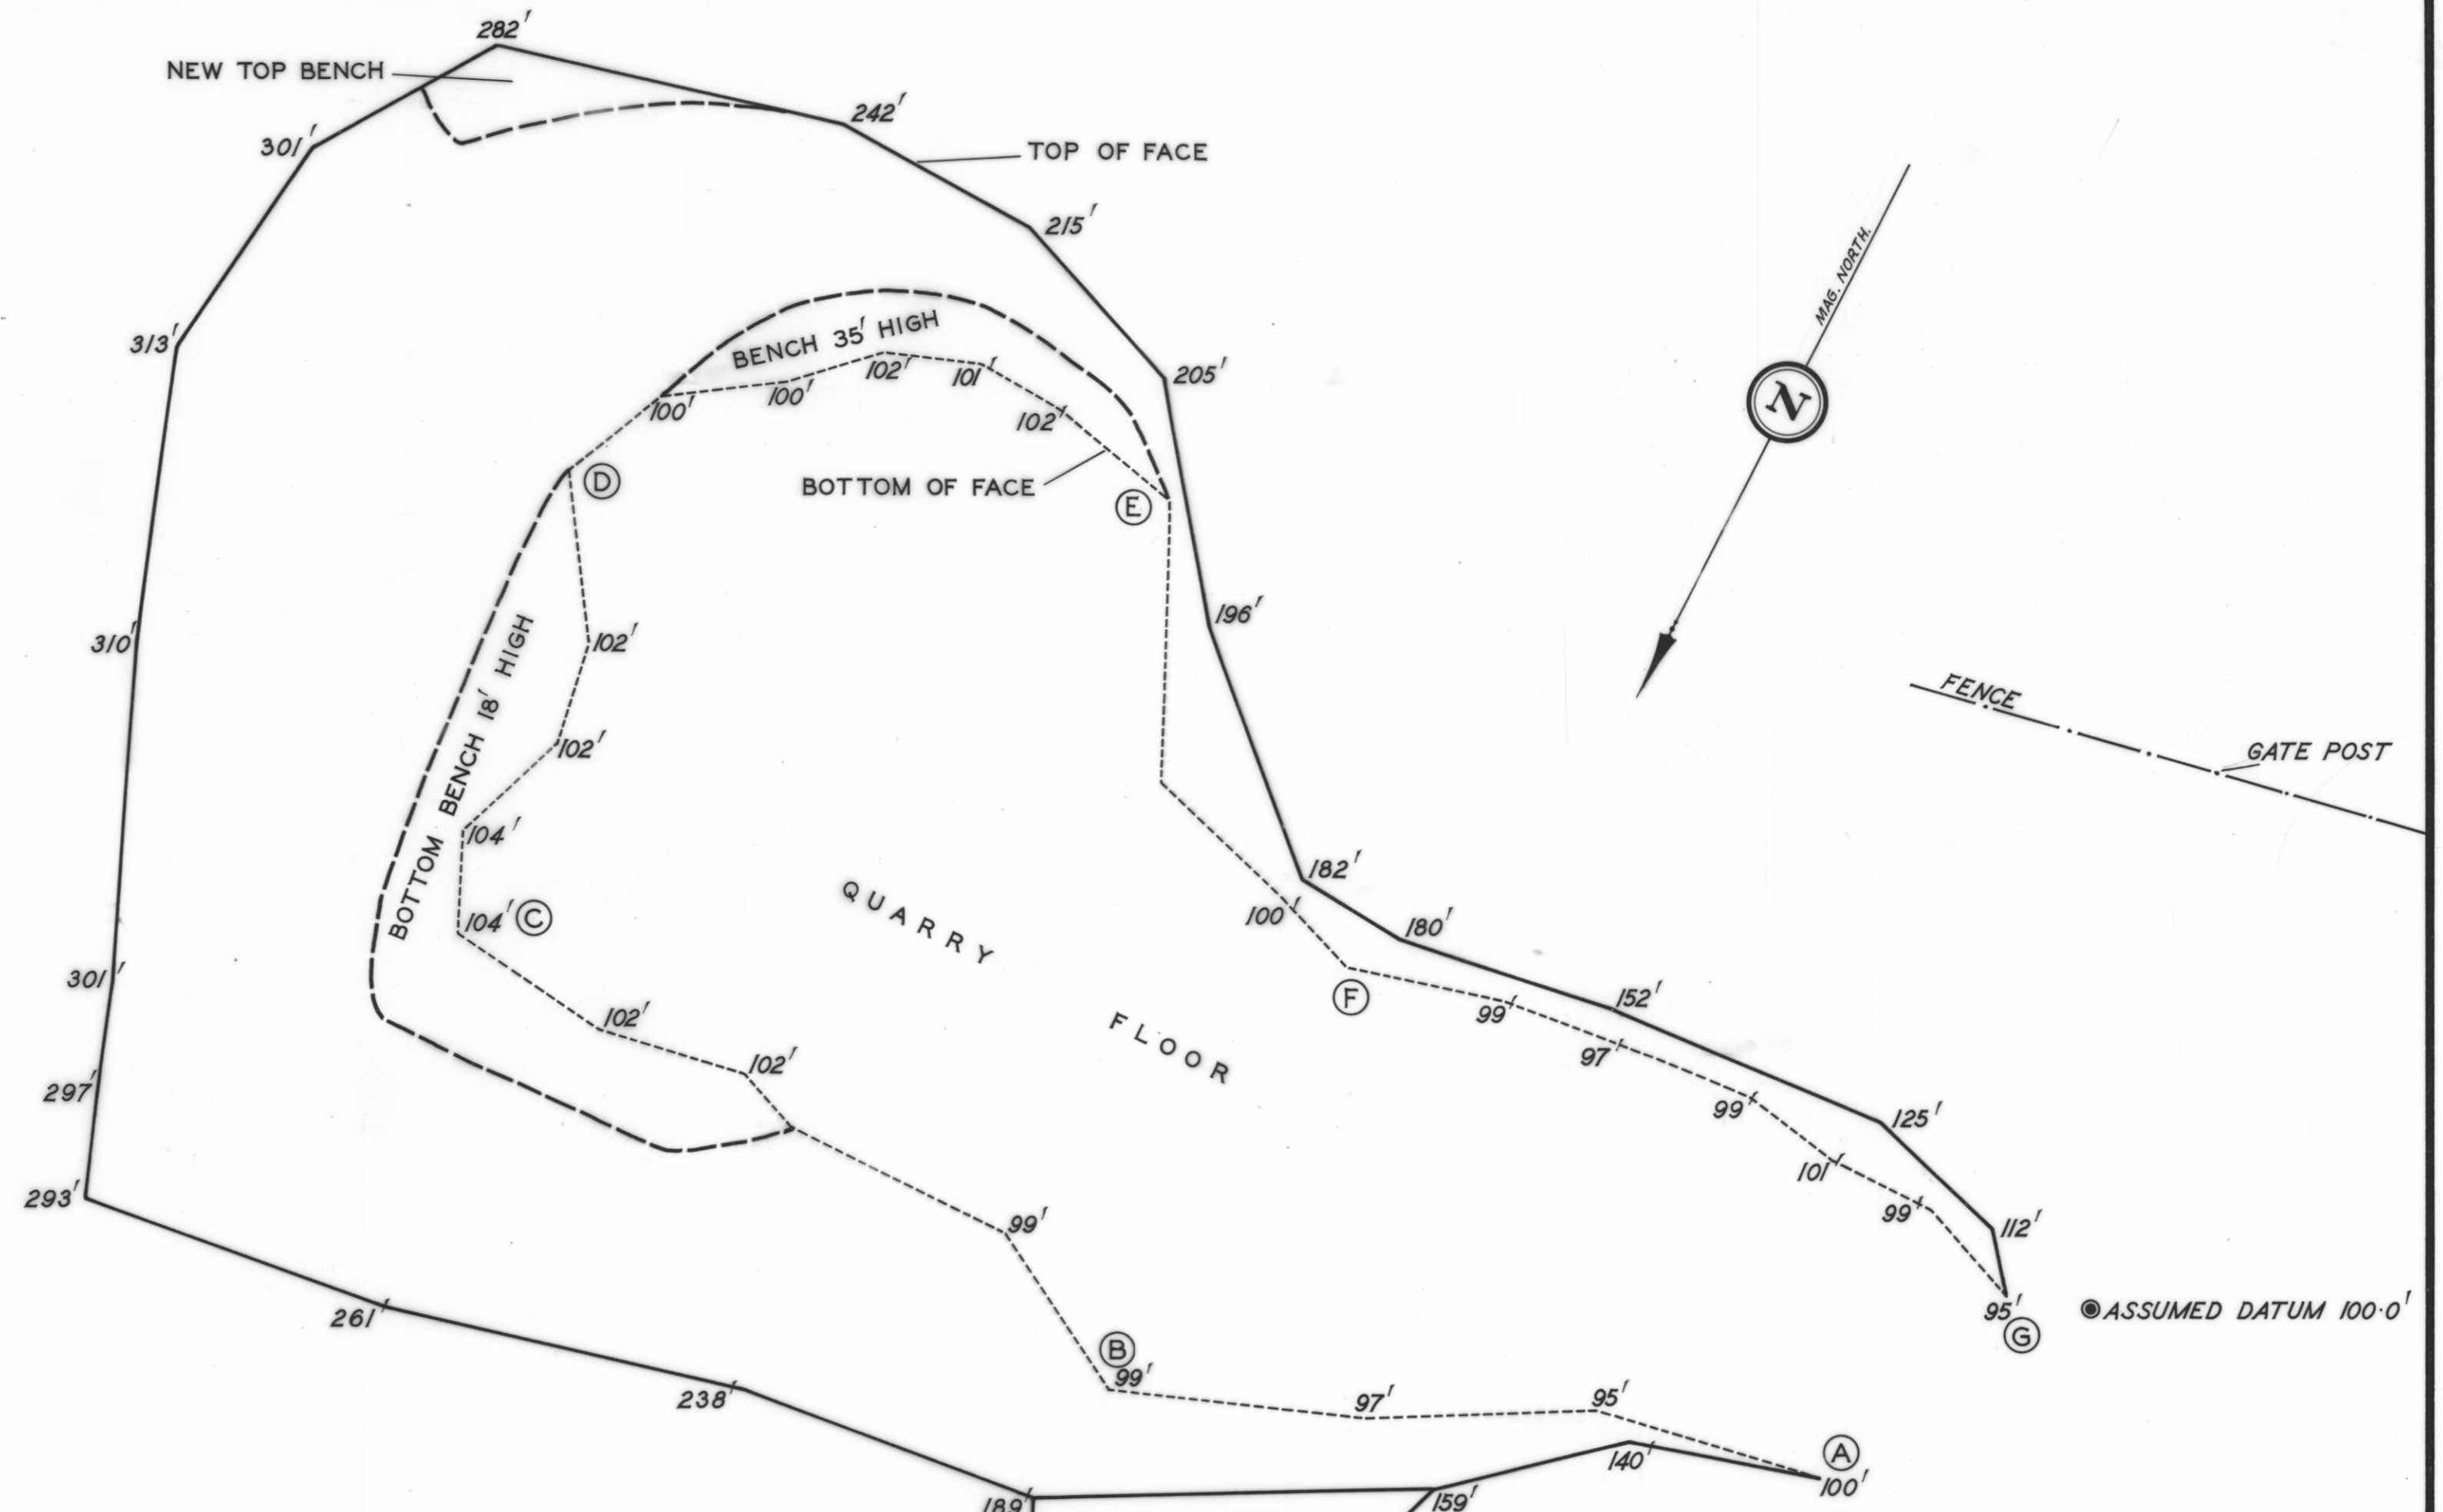 282'
NEW TOP BENCH
242'
301'
TOP OF FACE
215'
MAG. NORTH.
BENCH 35' HIGH
313'
205'
102'
101'
100'
100'
102'
N
D
BOTTOM OF FACE
E
196'
310'
102'
BOTTOM BENCH 18' HIGH
FENCE
102'
GATE POST
104'
182'
QUARRY
104'
C
100'
180'
301'
F
152'
102'
99'
FLOOR
97'
102'
297'
99'
125'
101'
293'
99'
99'
112'
95'
ASSUMED DATUM 100.0'
261'
G
B
99'
238'
97'
95'
A
140'
100'
189'
159'